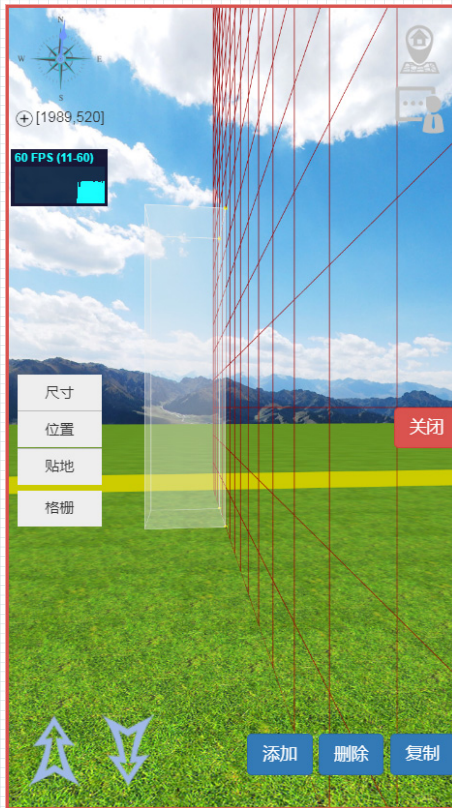 N
W E
S
[1989,520]
60 FPS (11-60)
尺寸
位置
贴地
格栅
关闭
添加
删除
复制